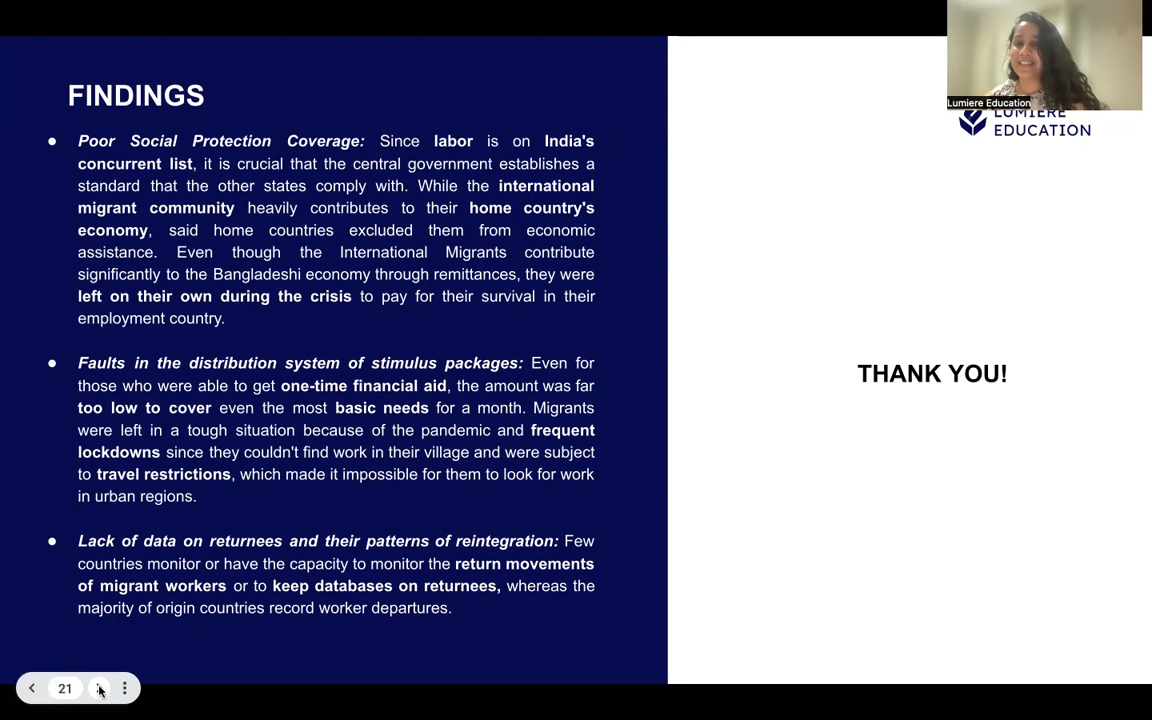 FINDINGS
● Poor Social Protection Coverage: Since labor is on India's
concurrent list, it is crucial that the central government establishes a
standard that the other states comply with. While the international
migrant community heavily contributes to their home country's
economy, said home countries excluded them from economic
assistance. Even though the International Migrants contribute
significantly to the Bangladeshi economy through remittances, they were
left on their own during the crisis to pay for their survival in their
employment country.
● Faults in the distribution system of stimulus packages: Even for
those who were able to get one-time financial aid, the amount was far
too low to cover even the most basic needs for a month. Migrants
were left in a tough situation because of the pandemic and frequent
lockdowns since they couldn't find work in their village and were subject
to travel restrictions, which made it impossible for them to look for work
in urban regions.
● Lack of data on returnees and their patterns of reintegration: Few
countries monitor or have the capacity to monitor the return movements
of migrant workers or to keep databases on returnees, whereas the
majority of origin countries record worker departures.
Lumiere Education
LUMIERE
EDUCATION
THANK YOU!
21